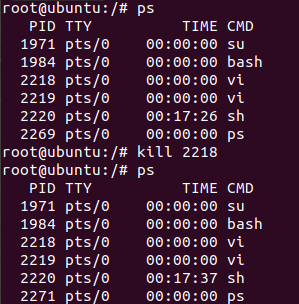 root@ubuntu:/# ps
PID TTY TIME CMD
1971 pts/0 00:00:00 su
1984 pts/0 00:00:00 bash
2218 pts/0 00:00:00 vi
2219 pts/0 00:00:00 vi
2220 pts/0 00:17:26 sh
2269 pts/0 00:00:00 ps
root@ubuntu:/# kill 2218
root@ubuntu:/# ps
PID TTY TIME CMD
1971 pts/0 00:00:00 su
1984 pts/0 00:00:00 bash
2218 pts/0 00:00:00 vi
2219 pts/0 00:00:00 vi
2220 pts/0 00:17:37 sh
2271 pts/0 00:00:00 ps